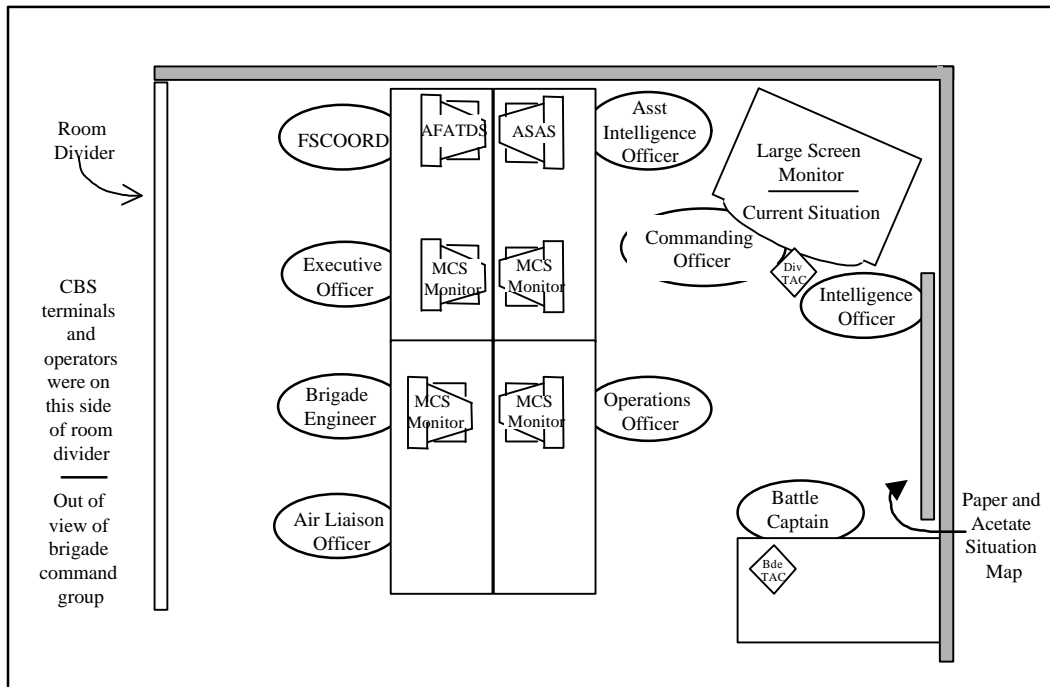 Room
Divider
CBS
terminals
and
operators
were on
this side
of room
divider
Out of
view of
brigade
command
group
FSCOORD
AFATDS
ASAS
Asst
Intelligence
Officer
Large Screen
Monitor
Current Situation
Executive
Officer
MCS
Monitor
MCS
Monitor
Commanding
Officer
Div
TAC
Intelligence
Officer
Brigade
Engineer
MCS
Monitor
MCS
Monitor
Operations
Officer
Air Liaison
Officer
Battle
Captain
Bde
TAC
Paper and
Acetate
Situation
Map